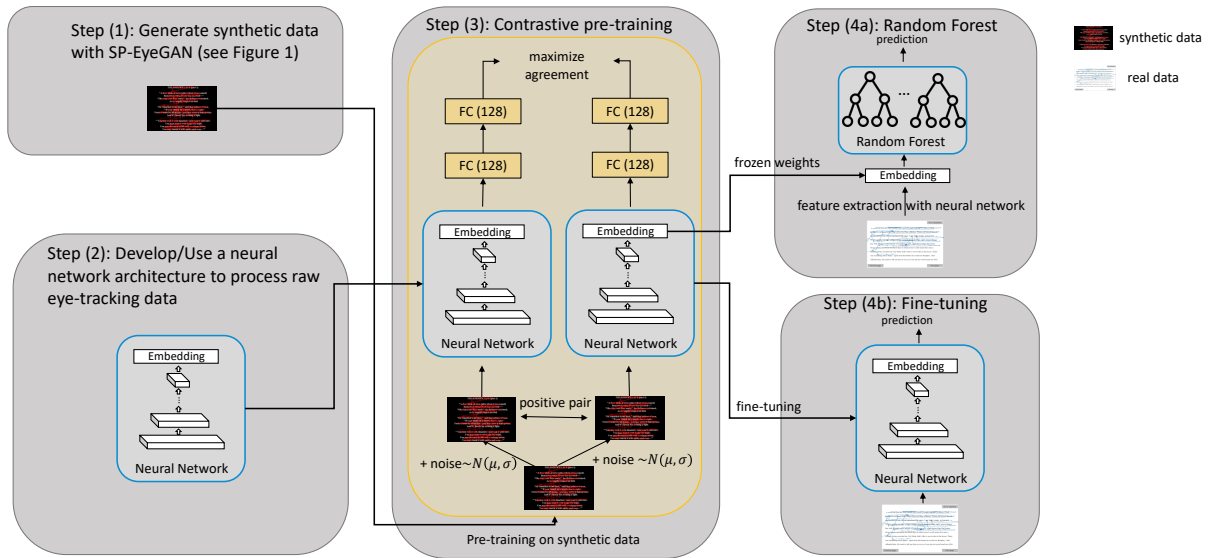 Step (1): Generate synthetic data
with SP-EyeGAN (see Figure 1)
Step (2): Develop/Use a neural
network architecture to process raw
eye-tracking data
Embedding
Neural Network
Step (3): Contrastive pre-training
maximize
agreement
FC (128)
FC (128)
FC (128)
FC (128)
Embedding
Embedding
Neural Network
Neural Network
positive pair
+ noise~N(μ, σ)
+ noise ~N(μ, σ)
Pre-training on synthetic data
frozen weights
fine-tuning
Step (4a): Random Forest
prediction
...
Random Forest
Embedding
feature extraction with neural network
Step (4b): Fine-tuning
prediction
Embedding
Neural Network
synthetic data
real data